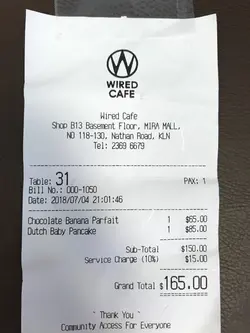 W
WIRED
CAFE
Wired Cafe
Shop B13 Basement Floor, MIRA MALL,
NO 118-130, Nathan Road, KLN
Tel: 2369 6679
Table: 31 PAX: 1
Bill No.: 000-1050
Date: 2018/07/04 21:01:46
Chocolate Banana Parfait 1 $65.00
Dutch Baby Pancake 1 $85.00
Sub-Total $150.00
Service Charge (10%) $15.00
Grand Total $165.00
" Thank You "
Community Access For Everyone